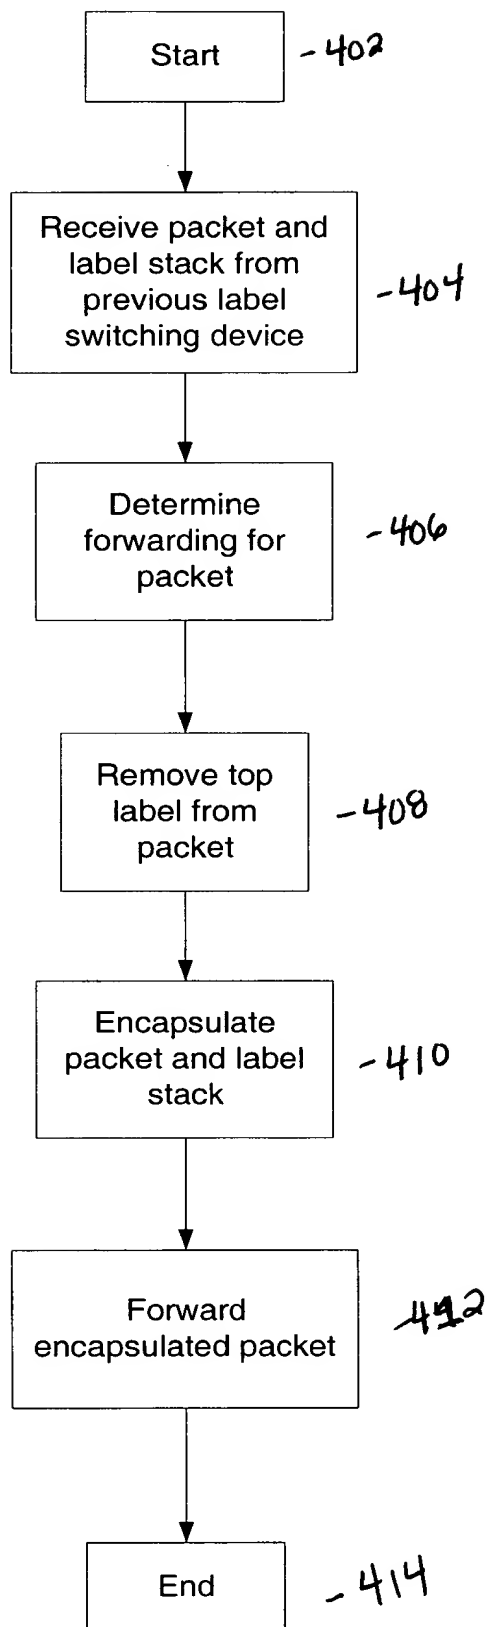 Start
-402
Receive packet and
label stack from
previous label
switching device
-404
Determine
forwarding for
packet
-406
Remove top
label from
packet
-408
Encapsulate
packet and label
stack
-410
Forward
encapsulated packet
-412
End
-414